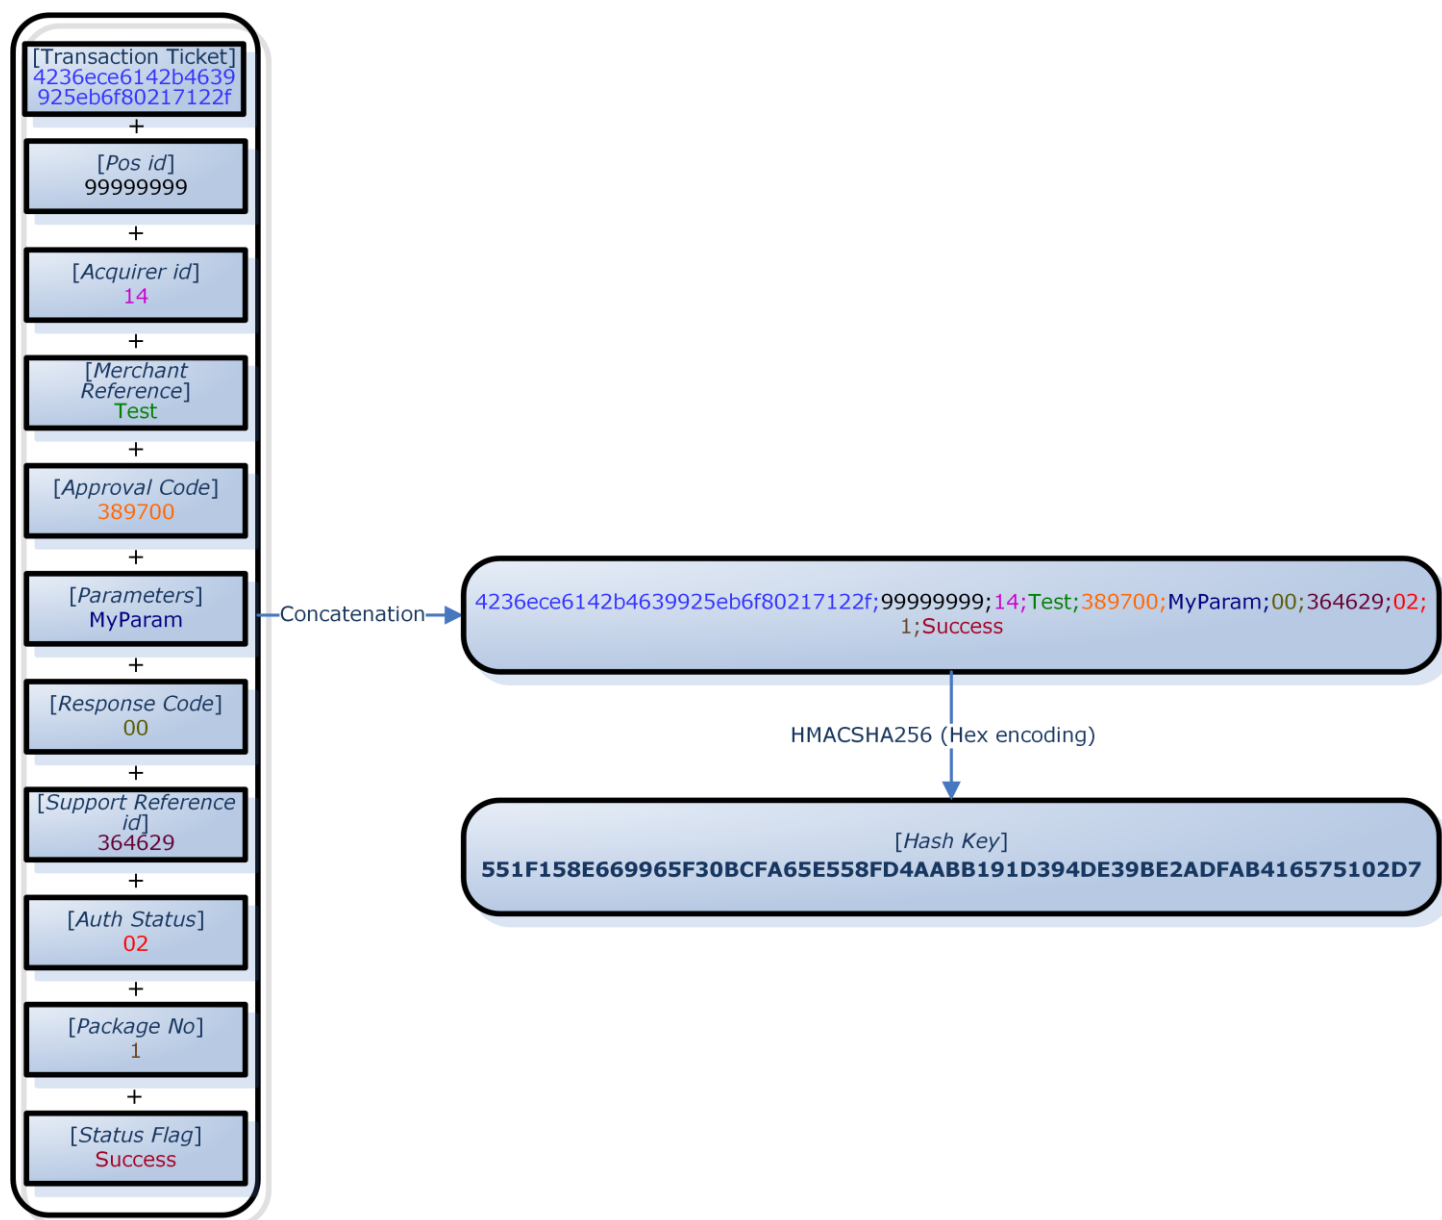 [Transaction Ticket]
4236ece6142b4639
925eb6f80217122f
+
[Pos id]
99999999
+
[Acquirer id]
14
+
[Merchant
Reference]
Test
+
[Approval Code]
389700
+
[Parameters]
MyParam
+
[Response Code]
00
+
[Support Reference
id]
364629
+
[Auth Status]
02
+
[Package No]
1
+
[Status Flag]
Success
Concatenation
4236ece6142b4639925eb6f80217122f;99999999;14;Test;389700;MyParam;00;364629;02;
1;Success
HMACSHA256 (Hex encoding)
[Hash Key]
551F158E669965F30BCFA65E558FD4AABB191D394DE39BE2ADFAB416575102D7